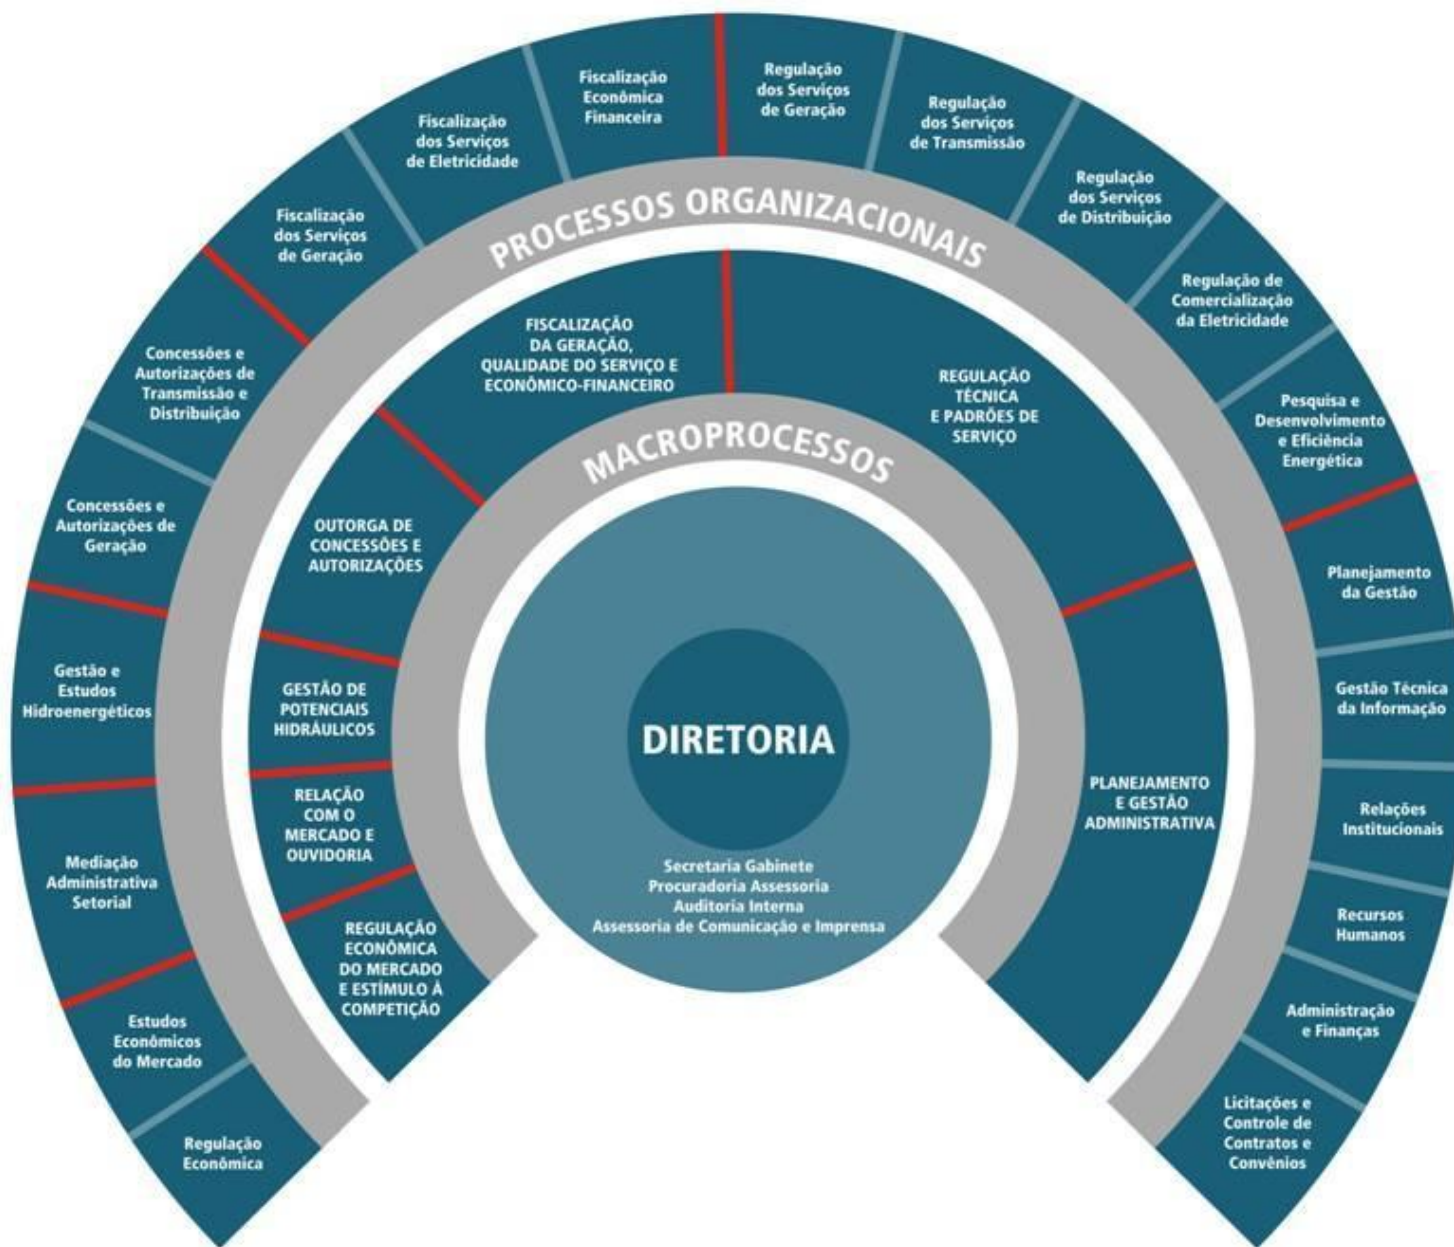 Fiscalização
Econômica
Financeira
Regulação
dos Serviços
de Geração
Fiscalização
dos Serviços
de Eletricidade
Regulação
dos Serviços
de Transmissão
Fiscalização
dos Serviços
de Geração
Regulação
dos Serviços
de Distribuição
PROCESSOS ORGANIZACIONAIS
Concessões e
Autorizações de
Transmissão e
Distribuição
Regulação de
Comercialização
da Eletricidade
FISCALIZAÇÃO
DA GERAÇÃO,
QUALIDADE DO SERVIÇO E
ECONÔMICO-FINANCEIRO
REGULAÇÃO
TÉCNICA
E PADRÕES DE
SERVIÇO
Pesquisa e
Desenvolvimento
e Eficiência
Energética
MACROPROCESSOS
Concessões e
Autorizações de
Geração
OUTORGA DE
CONCESSÕES E
AUTORIZAÇÕES
Planejamento
da Gestão
Gestão e
Estudos
Hidroenergéticos
GESTÃO DE
POTENCIAIS
HIDRÁULICOS
DIRETORIA
Gestão Técnica
da Informação
RELAÇÃO
COM O
MERCADO E
OUVIDORIA
PLANEJAMENTO
E GESTÃO
ADMINISTRATIVA
Relações
Institucionais
Mediação
Administrativa
Setorial
Secretaria Gabinete
Procuradoria Assessoria
Auditoria Interna
Assessoria de Comunicação e Imprensa
Recursos
Humanos
REGULAÇÃO
ECONÔMICA
DO MERCADO
E ESTÍMULO À
COMPETIÇÃO
Estudos
Econômicos
do Mercado
Administração
e Finanças
Regulação
Econômica
Licitações e
Controle de
Contratos e
Convênios